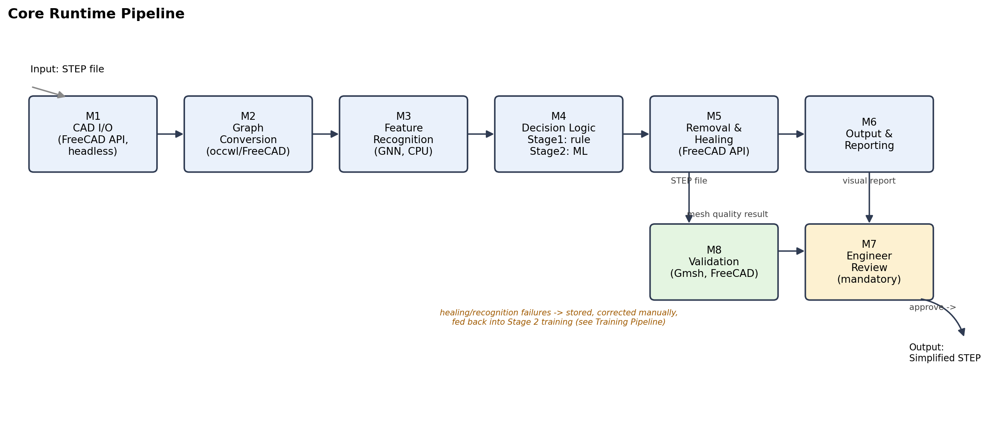 Core Runtime Pipeline
Input: STEP file
M1
CAD I/O
(FreeCAD API,
headless)
M2
Graph
Conversion
(occwl/FreeCAD)
M3
Feature
Recognition
(GNN, CPU)
M4
Decision Logic
Stage1: rule
Stage2: ML
M5
Removal &
Healing
(FreeCAD API)
M6
Output &
Reporting
STEP file
visual report
mesh quality result
M8
Validation
(Gmsh, FreeCAD)
M7
Engineer
Review
(mandatory)
approve ->
healing/recognition failures -> stored, corrected manually,
fed back into Stage 2 training (see Training Pipeline)
Output:
Simplified STEP